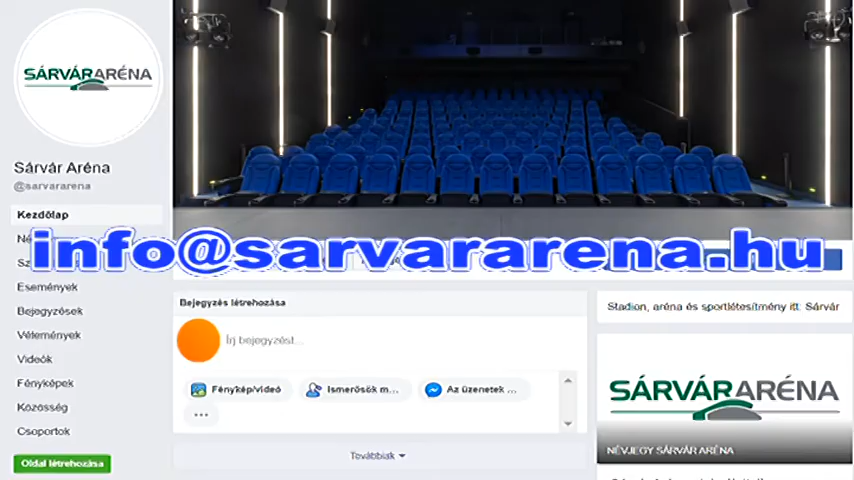 SÁRVÁRARÉNA
Sárvár Aréna
@sarvararena
Kezdőlap
info@sarvararena.hu
Események
Bejegyzések
Vélemények
Videók
Fényképek
Közösség
Csoportok
Oldal létrehozása
Bejegyzés létrehozása
Írj bejegyzést...
Fénykép/videó
Ismerősök m...
Az üzenetek ...
...
Továbbiak
Stadion, aréna és sportlétesítmény itt: Sárvár
SÁRVÁRARÉNA
NÉVJEGY SÁRVÁR ARÉNA